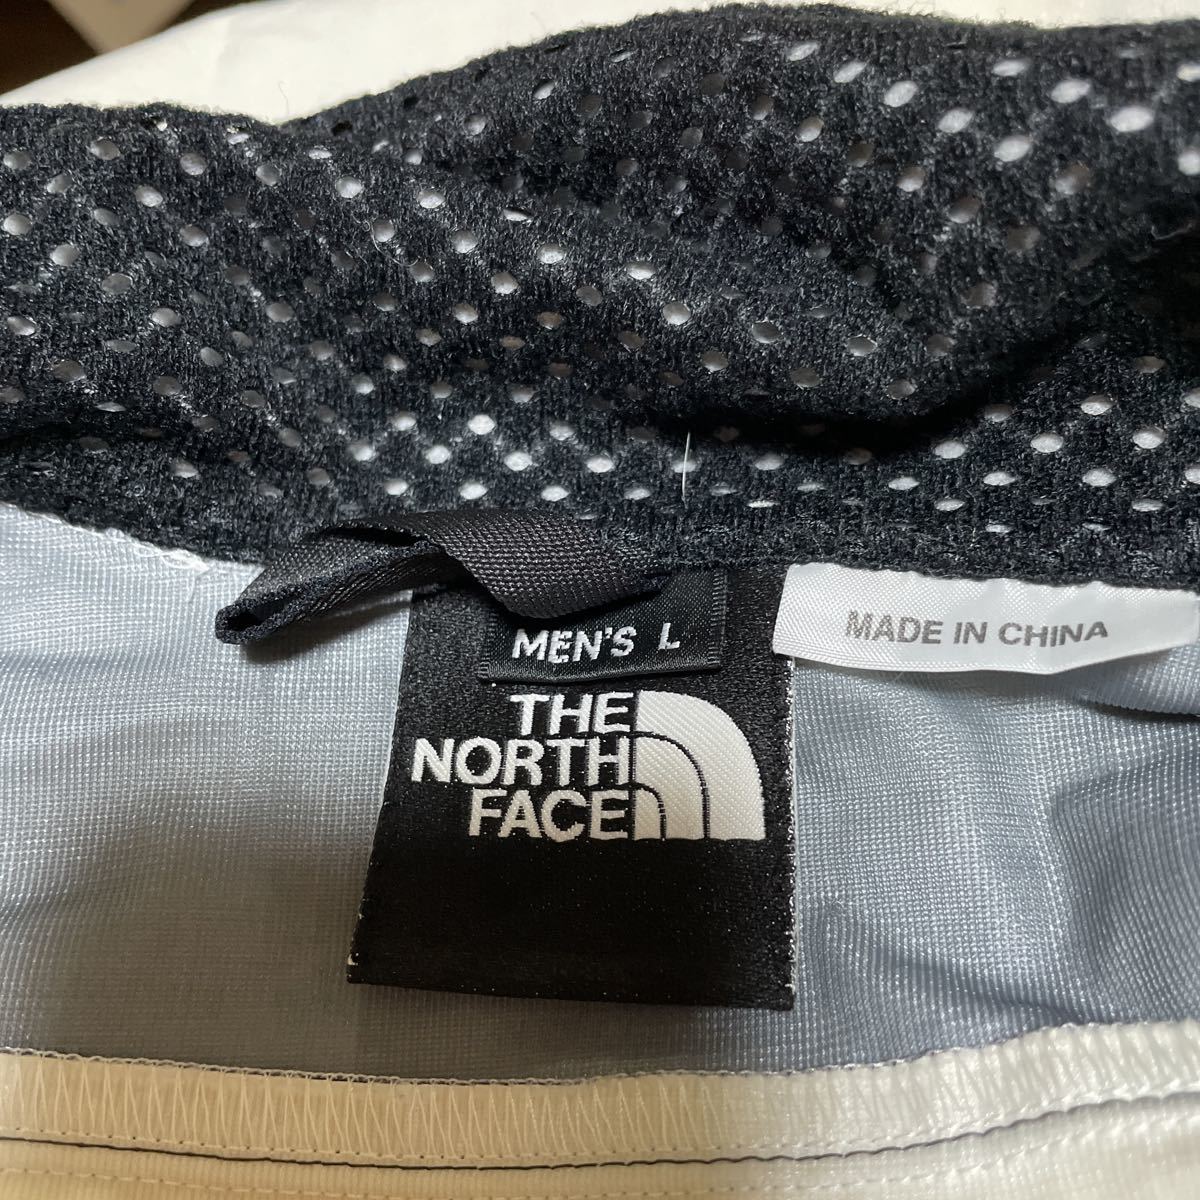 MEN'S L
MADE IN CHINA
THE
NORTH
FACE